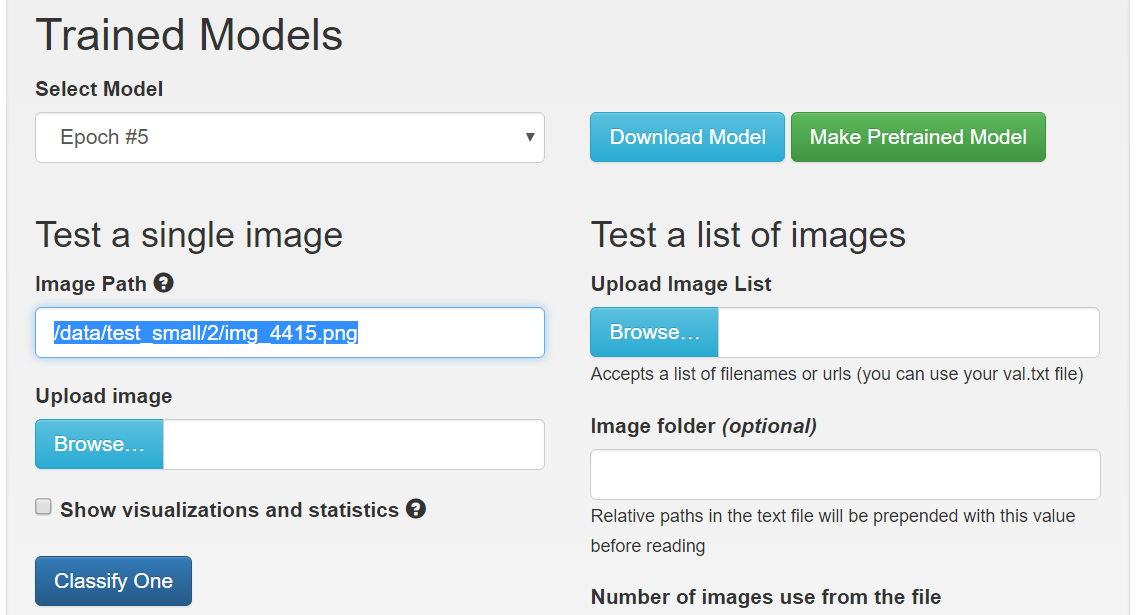 Trained Models
Select Model
Epoch #5
Download Model
Make Pretrained Model
Test a single image
Image Path
/data/test_small/2/img_4415.png
Upload image
Browse...
Show visualizations and statistics
Classify One
Test a list of images
Upload Image List
Browse...
Accepts a list of filenames or urls (you can use your val.txt file)
Image folder (optional)
Relative paths in the text file will be prepended with this value
before reading
Number of images use from the file